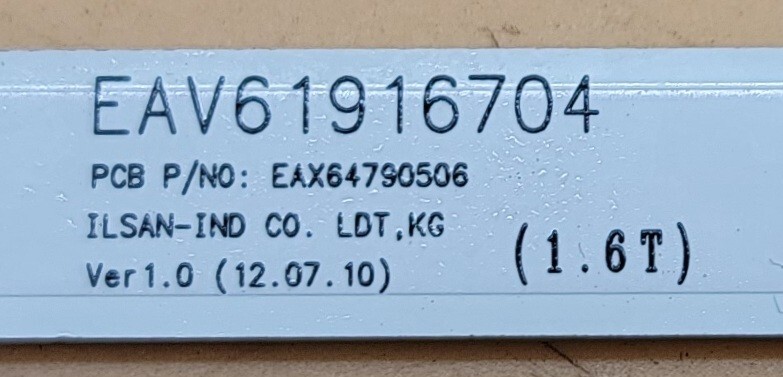 EAV61916704
PCB P/NO: EAX64790506
ILSAN-IND CO. LDT,KG
Ver1.0 (12.07.10)
(1.6T)